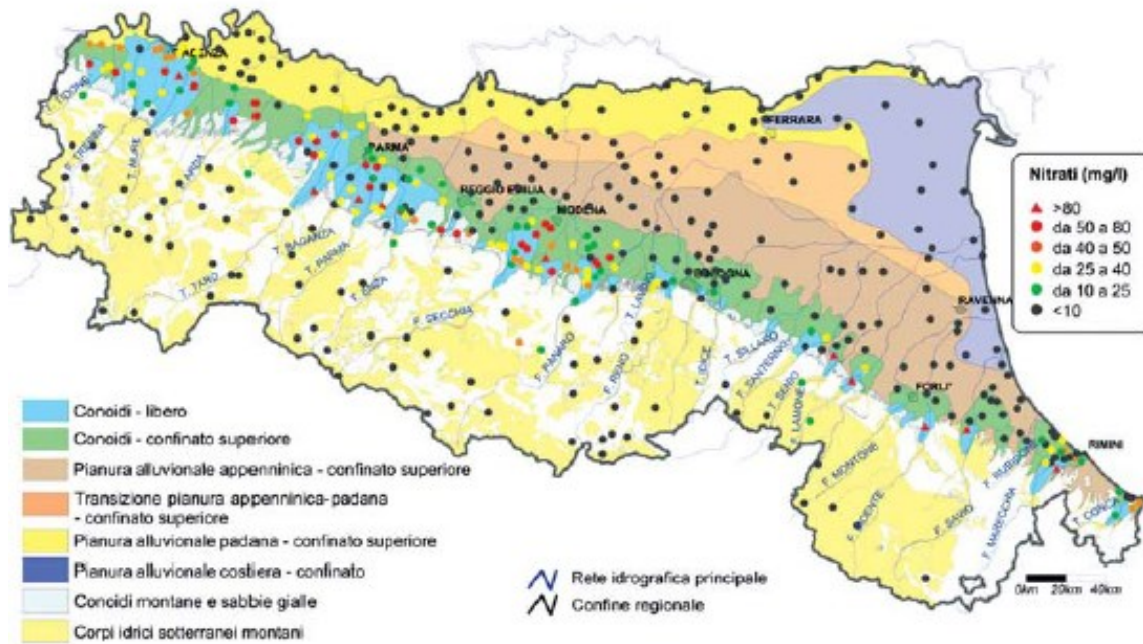 PARMA
REGGIO EMILIA
MODENA
BOLOGNA
FERRARA
RAVENNA
FORLI'
RIMINI
F. TREBBIA
T. NURE
T. ARDA
T. TARO
T. BAGANZA
T. PARMA
T. ENZA
F. SECCHIA
F. PANARO
F. RENO
T. IDICE
T. SILLARO
F. SANTERNO
T. SENIO
F. LAMONE
F. MONTONE
F. SAVIO
F. RUBICONE
F. MARECCHIA
T. CONCA
Nitrati (mg/l)
>80
da 50 a 80
da 40 a 50
da 25 a 40
da 10 a 25
<10
Conoidi - libero
Conoidi - confinato superiore
Pianura alluvionale appenninica - confinato superiore
Transizione pianura appenninica-padana
- confinato superiore
Pianura alluvionale padana - confinato superiore
Pianura alluvionale costiera - confinato
Conoidi montane e sabbie gialle
Corpi idrici sotterranei montani
Rete idrografica principale
Confine regionale
0km 20km 40km